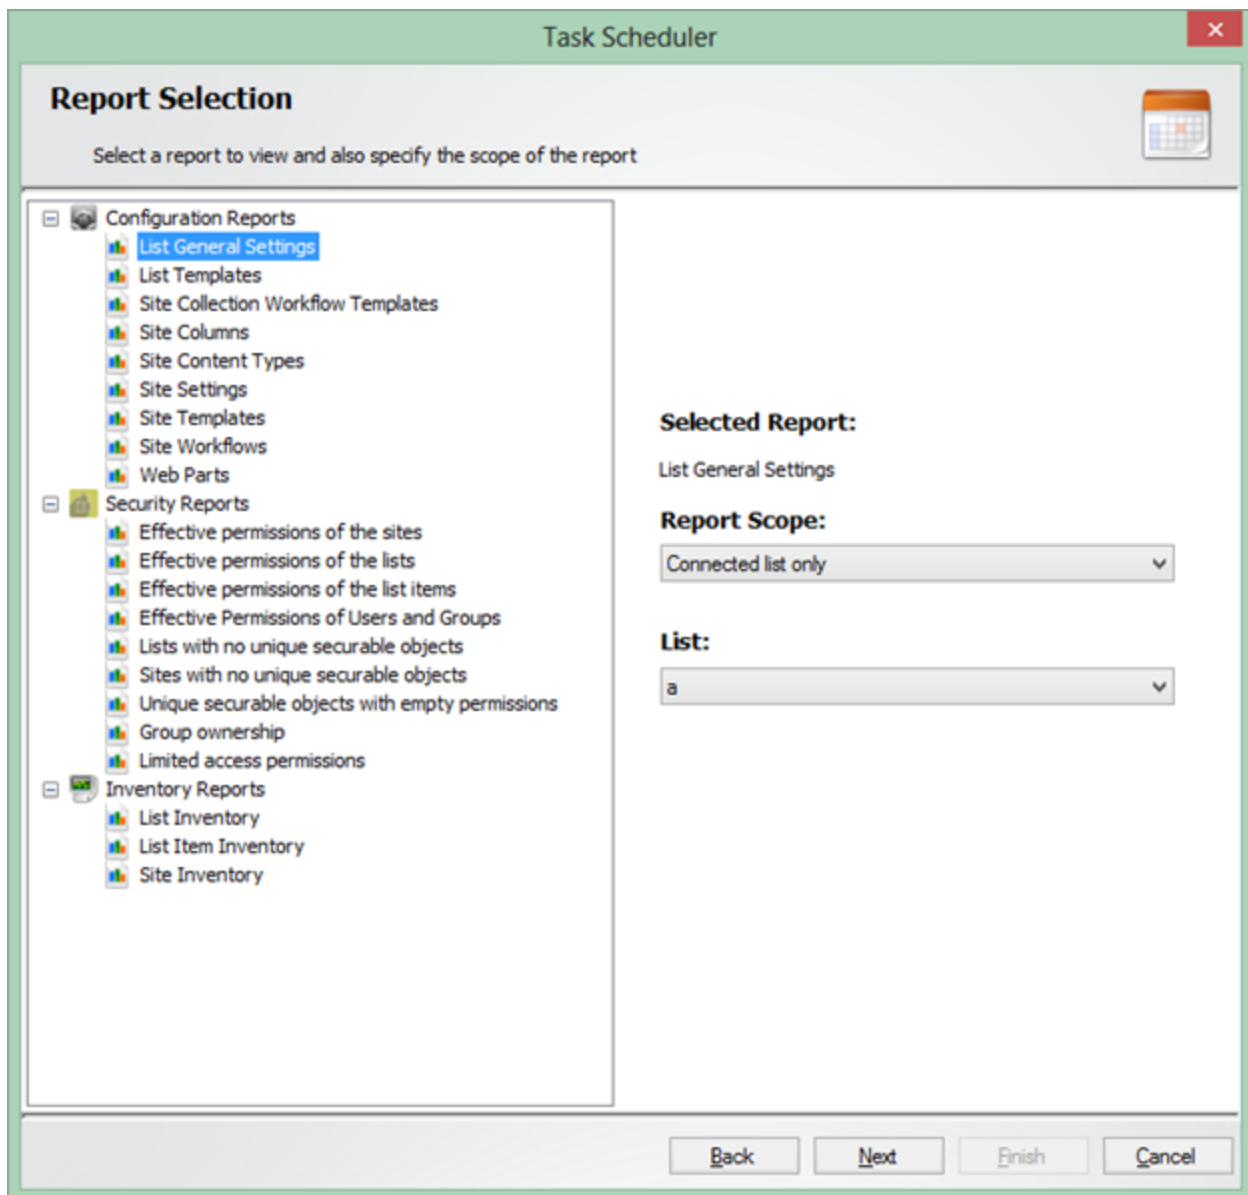 Task Scheduler
Report Selection
Select a report to view and also specify the scope of the report
Configuration Reports
List General Settings
List Templates
Site Collection Workflow Templates
Site Columns
Site Content Types
Site Settings
Site Templates
Site Workflows
Web Parts
Security Reports
Effective permissions of the sites
Effective permissions of the lists
Effective permissions of the list items
Effective Permissions of Users and Groups
Lists with no unique securable objects
Sites with no unique securable objects
Unique securable objects with empty permissions
Group ownership
Limited access permissions
Inventory Reports
List Inventory
List Item Inventory
Site Inventory
Selected Report:
List General Settings
Report Scope:
Connected list only
List:
a
Back
Next
Finish
Cancel